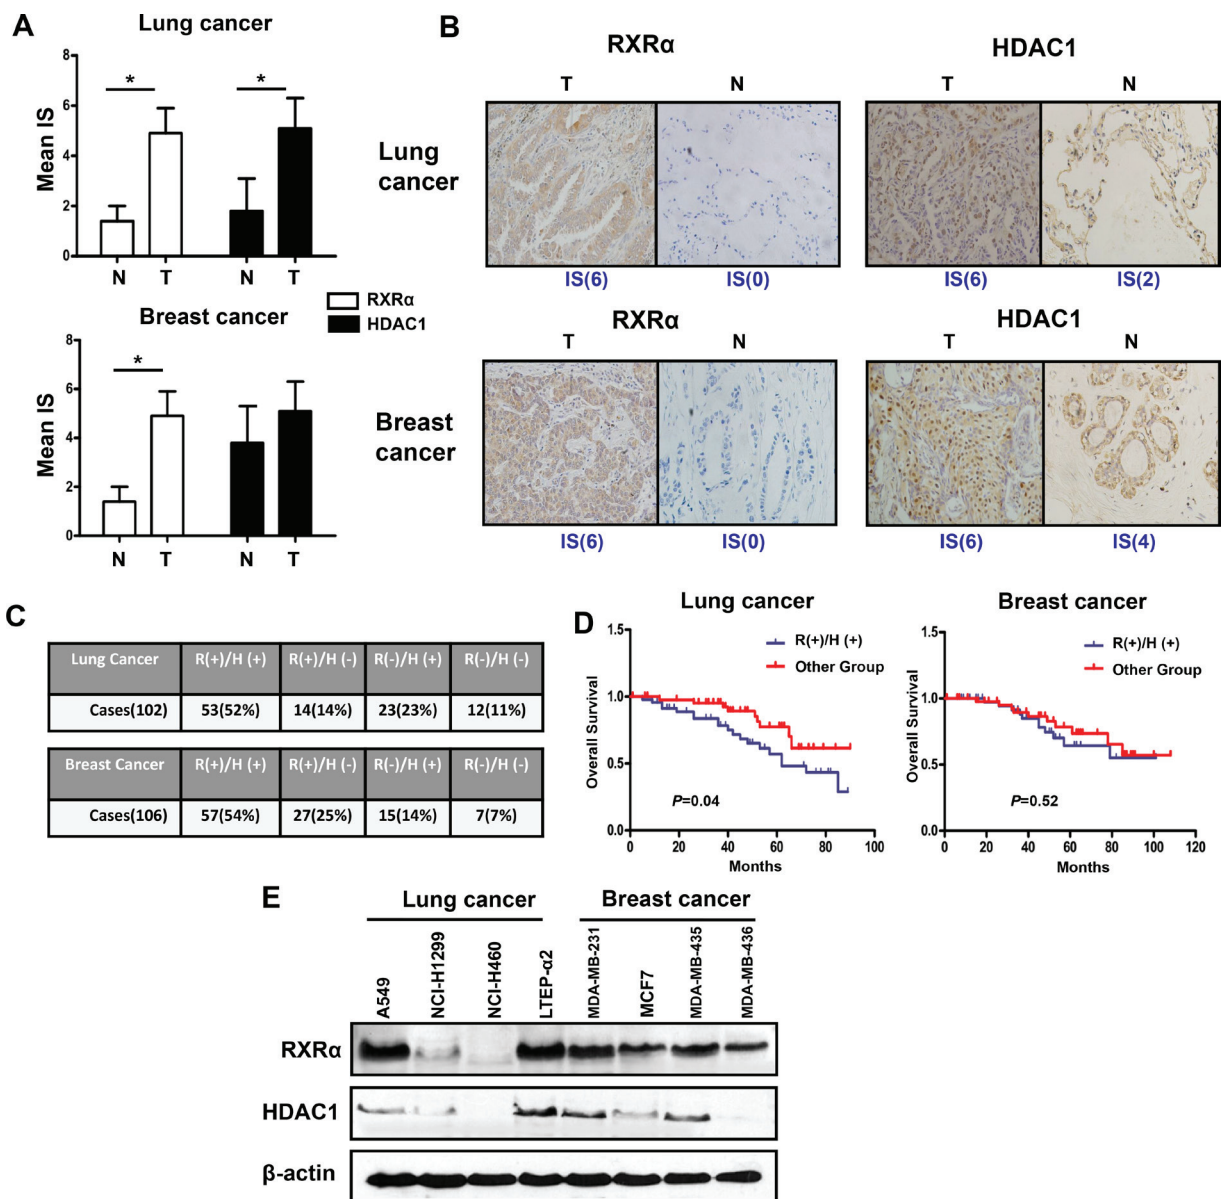 A
Lung cancer
Mean IS
8
6
4
2
0
* *
N T N T
RXRα
HDAC1
Breast cancer
Mean IS
8
6
4
2
0
*
N T N T
B
RXRα HDAC1
T N T N
Lung
cancer
IS(6) IS(0) IS(6) IS(2)
RXRα HDAC1
T N T N
Breast
cancer
IS(6) IS(0) IS(6) IS(4)
C
Lung Cancer R(+)/H (+) R(+)/H (-) R(-)/H (+) R(-)/H (-)
Cases(102) 53(52%) 14(14%) 23(23%) 12(11%)
Breast Cancer R(+)/H (+) R(+)/H (-) R(-)/H (+) R(-)/H (-)
Cases(106) 57(54%) 27(25%) 15(14%) 7(7%)
D
Lung cancer
Overall Survival
1.5
1.0
0.5
0.0
R(+)/H (+)
Other Group
P=0.04
0 20 40 60 80 100
Months
Breast cancer
Overall Survival
1.5
1.0
0.5
0.0
R(+)/H (+)
Other Group
P=0.52
0 20 40 60 80 100 120
Months
E
Lung cancer Breast cancer
A549
NCI-H1299
NCI-H460
LTEP-α2
MDA-MB-231
MCF7
MDA-MB-435
MDA-MB-436
RXRα
HDAC1
β-actin